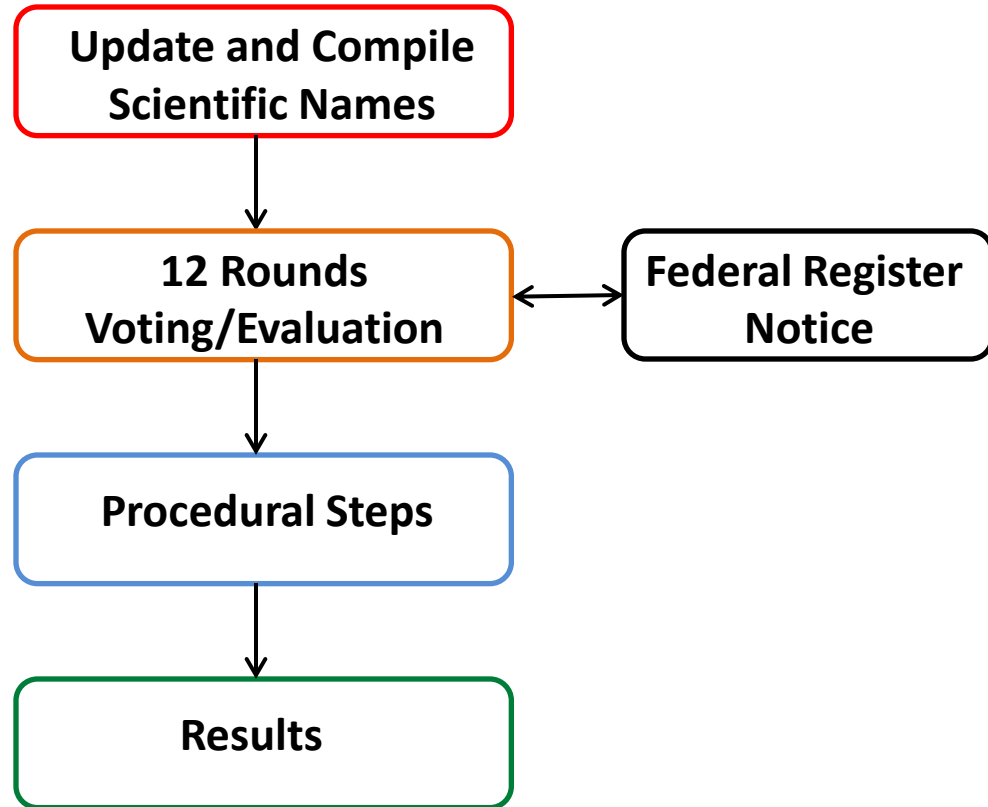 Update and Compile
Scientific Names
12 Rounds
Voting/Evaluation
Federal Register
Notice
Procedural Steps
Results